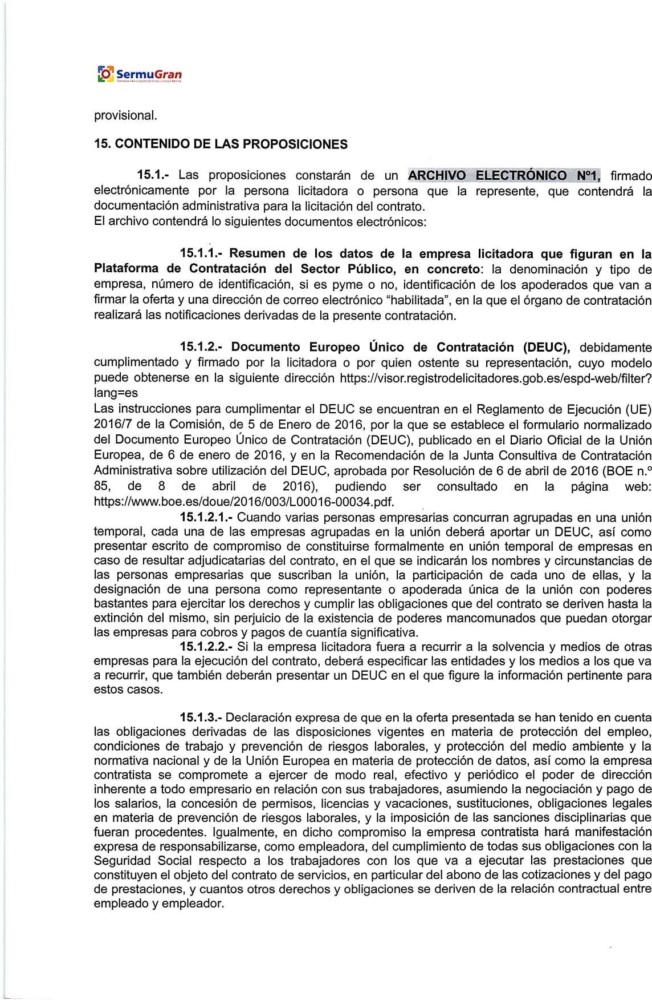 SermuGran
provisional.
15. CONTENIDO DE LAS PROPOSICIONES
15.1.- Las proposiciones constarán de un ARCHIVO ELECTRÓNICO Nº1, firmado
electrónicamente por la persona licitadora o persona que la represente, que contendrá la
documentación administrativa para la licitación del contrato.
El archivo contendrá lo siguientes documentos electrónicos:
15.1.1.- Resumen de los datos de la empresa licitadora que figuran en la
Plataforma de Contratación del Sector Público, en concreto: la denominación y tipo de
empresa, número de identificación, si es pyme o no, identificación de los apoderados que van a
firmar la oferta y una dirección de correo electrónico “habilitada”, en la que el órgano de contratación
realizará las notificaciones derivadas de la presente contratación.
15.1.2.- Documento Europeo Único de Contratación (DEUC), debidamente
cumplimentado y firmado por la licitadora o por quien ostente su representación, cuyo modelo
puede obtenerse en la siguiente dirección https://visor.registrodelicitadores.gob.es/espd-web/filter?
lang=es
Las instrucciones para cumplimentar el DEUC se encuentran en el Reglamento de Ejecución (UE)
2016/7 de la Comisión, de 5 de Enero de 2016, por la que se establece el formulario normalizado
del Documento Europeo Único de Contratación (DEUC), publicado en el Diario Oficial de la Unión
Europea, de 6 de enero de 2016, y en la Recomendación de la Junta Consultiva de Contratación
Administrativa sobre utilización del DEUC, aprobada por Resolución de 6 de abril de 2016 (BOE n.º
85, de 8 de abril de 2016), pudiendo ser consultado en la página web:
https://www.boe.es/doue/2016/003/L00016-00034.pdf.
15.1.2.1.- Cuando varias personas empresarias concurran agrupadas en una unión
temporal, cada una de las empresas agrupadas en la unión deberá aportar un DEUC, así como
presentar escrito de compromiso de constituirse formalmente en unión temporal de empresas en
caso de resultar adjudicatarias del contrato, en el que se indicarán los nombres y circunstancias de
las personas empresarias que suscriban la unión, la participación de cada uno de ellas, y la
designación de una persona como representante o apoderada única de la unión con poderes
bastantes para ejercitar los derechos y cumplir las obligaciones que del contrato se deriven hasta la
extinción del mismo, sin perjuicio de la existencia de poderes mancomunados que puedan otorgar
las empresas para cobros y pagos de cuantía significativa.
15.1.2.2.- Si la empresa licitadora fuera a recurrir a la solvencia y medios de otras
empresas para la ejecución del contrato, deberá especificar las entidades y los medios a los que va
a recurrir, que también deberán presentar un DEUC en el que figure la información pertinente para
estos casos.
15.1.3.- Declaración expresa de que en la oferta presentada se han tenido en cuenta
las obligaciones derivadas de las disposiciones vigentes en materia de protección del empleo,
condiciones de trabajo y prevención de riesgos laborales, y protección del medio ambiente y la
normativa nacional y de la Unión Europea en materia de protección de datos, así como la empresa
contratista se compromete a ejercer de modo real, efectivo y periódico el poder de dirección
inherente a todo empresario en relación con sus trabajadores, asumiendo la negociación y pago de
los salarios, la concesión de permisos, licencias y vacaciones, sustituciones, obligaciones legales
en materia de prevención de riesgos laborales, y la imposición de las sanciones disciplinarias que
fueran procedentes. Igualmente, en dicho compromiso la empresa contratista hará manifestación
expresa de responsabilizarse, como empleadora, del cumplimiento de todas sus obligaciones con la
Seguridad Social respecto a los trabajadores con los que va a ejecutar las prestaciones que
constituyen el objeto del contrato de servicios, en particular del abono de las cotizaciones y del pago
de prestaciones, y cuantos otros derechos y obligaciones se deriven de la relación contractual entre
empleado y empleador.